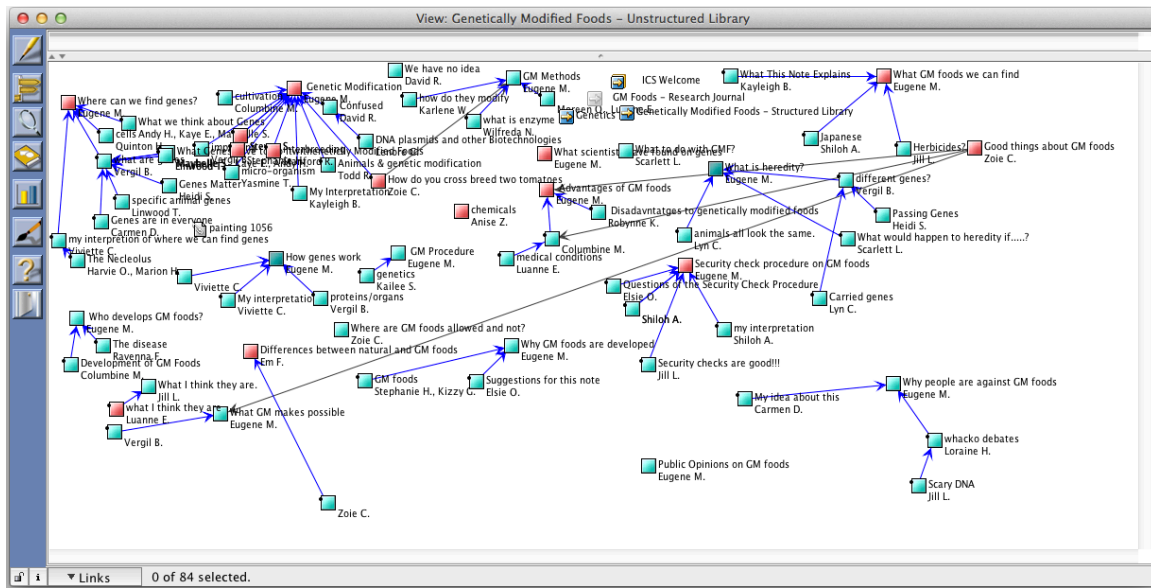 View: Genetically Modified Foods - Unstructured Library
We have no idea
David R.
GM Methods
Eugene M.
ICS Welcome
What This Note Explains
Kayleigh B.
What GM foods we can find
Eugene M.
Genetic Modification
Eugene M.
cultivation
Columbine M.
Confused
David R.
how do they modify
Karlene W.
GM Foods - Research Journal
Genetically Modified Foods - Structured Library
Where can we find genes?
Eugene M.
What we think about Genes
cells Andy H., Kaye E.,
Quinton H.
what is enzyme
Wilfreda N.
DNA plasmids and other Biotechnologies
Japanese
Shiloh A.
Herbicides?
Jill L.
Good things about GM foods
Zoie C.
What to do with GMF?
Scarlett L.
What scientist
Eugene M.
Vergil B.
Animals & genetic modification
Todd R.
micro-organism
Yasmine T.
What is heredity?
Eugene M.
different genes?
Vergil B.
Genes Matter
Heidi S.
My Interpretation
Kayleigh B.
How do you cross breed two tomatoes
Zoie C.
Advantages of GM foods
Eugene M.
specific animal genes
Linwood T.
chemicals
Anise Z.
Disadavntatges to genetically modified foods
Robynne K.
Passing Genes
Heidi S.
Genes are in everyone
Carmen D.
painting 1056
my interpretion of where we can find genes
Viviette C.
Columbine M.
animals all look the same.
Lyn C.
What would happen to heredity if.....?
Scarlett L.
The Necleolus
Harvie O., Marion H.
How genes work
Eugene M.
GM Procedure
Eugene M.
medical conditions
Luanne E.
Security check procedure on GM foods
Eugene M.
Viviette C.
genetics
Kailee S.
Questions of the Security Check Procedure
Elsie O.
My interpretation
Viviette C.
proteins/organs
Vergil B.
Carried genes
Lyn C.
Shiloh A.
Who develops GM foods?
Eugene M.
Where are GM foods allowed and not?
Zoie C.
my interpretation
Shiloh A.
The disease
Ravenna F.
Differences between natural and GM foods
Em F.
Why GM foods are developed
Eugene M.
Development of GM Foods
Columbine M.
Security checks are good!!!
Jill L.
What I think they are.
Jill L.
GM foods
Stephanie H., Kizzy G.
Suggestions for this note
Elsie O.
Why people are against GM foods
Eugene M.
what I think they are
Luanne E.
What GM makes possible
Eugene M.
My idea about this
Carmen D.
Vergil B.
whacko debates
Loraine H.
Public Opinions on GM foods
Eugene M.
Scary DNA
Jill L.
Zoie C.
Links
0 of 84 selected.